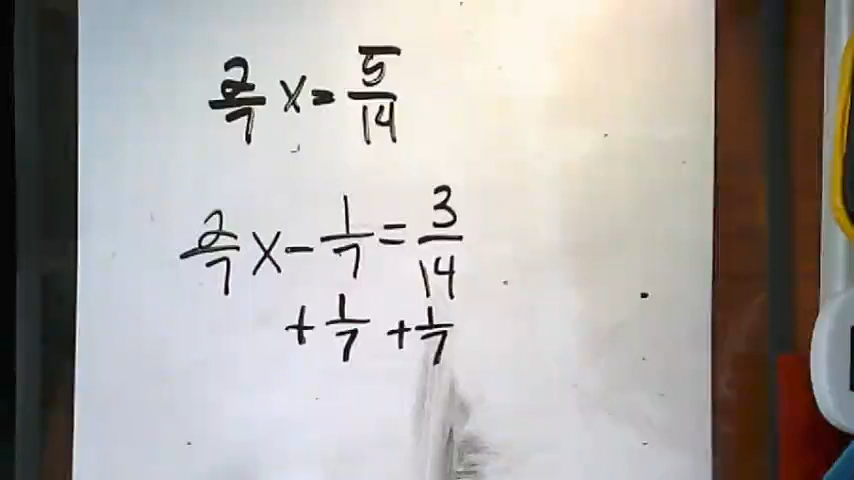 2/7 x = 5/14
2/7 x - 1/7 = 3/14
+ 1/7 + 1/7